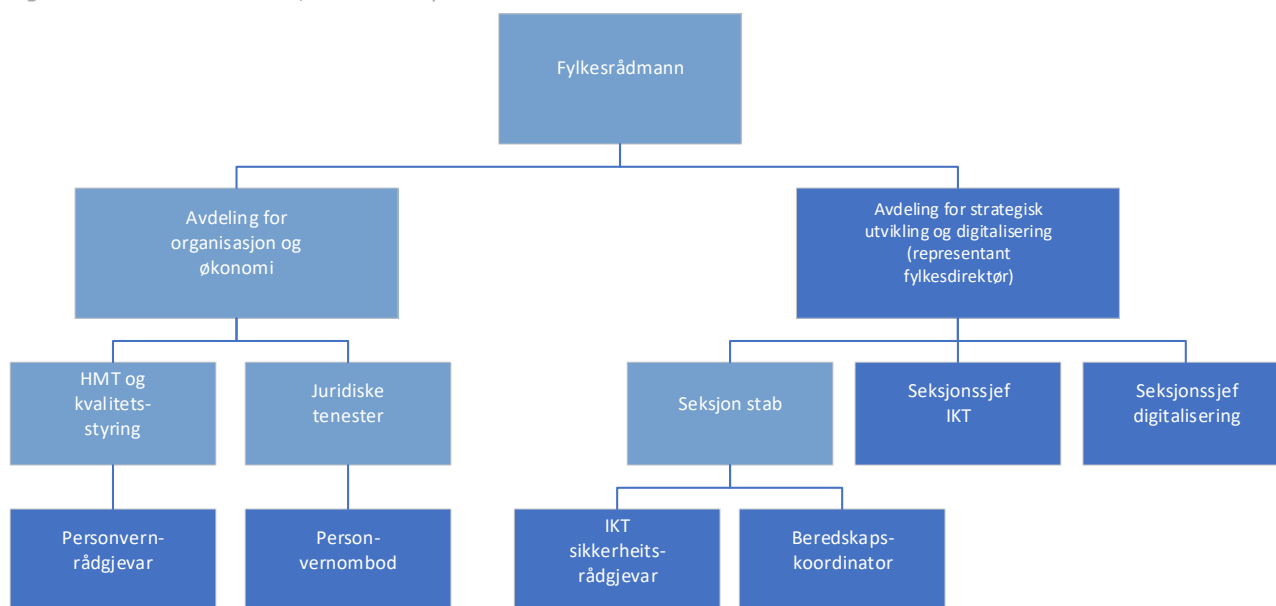 Fylkesrådmann
Avdeling for
organisasjon og
økonomi
Avdeling for strategisk
utvikling og digitalisering
(representant
fylkesdirektør)
HMT og
kvalitets-
styring
Juridiske
tenester
Seksjon stab
Seksjonssjef
IKT
Seksjonssjef
digitalisering
Personvern-
rådgjevar
Person-
vernombod
IKT
sikkerheits-
rådgjevar
Beredskaps-
koordinator